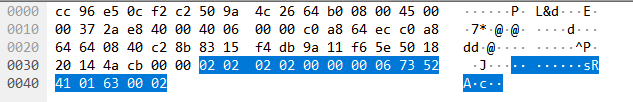 0000 cc 96 e5 0c f2 c2 50 9a 4c 26 64 b0 08 00 45 00 ······P· L&d···E·
0010 00 37 2a e8 40 00 40 06 00 00 c0 a8 64 ec c0 a8 ·7*·@·@· ····d···
0020 64 64 08 40 c2 8b 83 15 f4 db 9a 11 f6 5e 50 18 dd·@···· ·····^P·
0030 20 14 4a cb 00 00 02 02 02 02 00 00 00 06 73 52 ·J····· ······sR
0040 41 01 63 00 02 A·c··